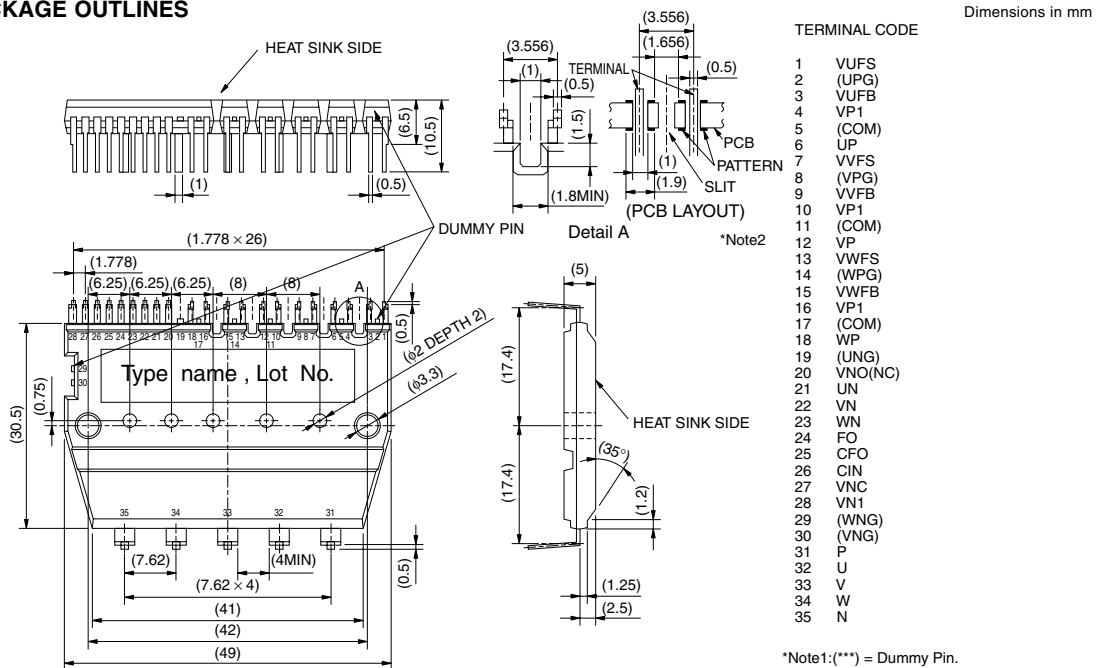 CKAGE OUTLINES
Dimensions in mm
HEAT SINK SIDE
(6.5)
(10.5)
(1)
(0.5)
(3.556)
(1)
(0.5)
(1.5)
(1.8MIN)
Detail A
(3.556)
(1.656)
TERMINAL
(0.5)
PCB
PATTERN
(1)
SLIT
(1.9)
(PCB LAYOUT)
*Note2
DUMMY PIN
(1.778 × 26)
(1.778)
(6.25)(6.25)(6.25)
(8)
(8)
A
(0.5)
28 27 26 25 24 23 22 21 20 19 18 16 15 13 12 10 9 8 7 6 5 4 3 2 1
17 14 11
29
30
Type name , Lot No.
(φ2 DEPTH 2)
(φ3.3)
(0.75)
(30.5)
35 34 33 32 31
(7.62)
(4MIN)
(0.5)
(7.62 × 4)
(41)
(42)
(49)
(5)
(17.4)
(17.4)
HEAT SINK SIDE
(35°)
(1.2)
(1.25)
(2.5)
TERMINAL CODE
1 VUFS
2 (UPG)
3 VUFB
4 VP1
5 (COM)
6 UP
7 VVFS
8 (VPG)
9 VVFB
10 VP1
11 (COM)
12 VP
13 VWFS
14 (WPG)
15 VWFB
16 VP1
17 (COM)
18 WP
19 (UNG)
20 VNO(NC)
21 UN
22 VN
23 WN
24 FO
25 CFO
26 CIN
27 VNC
28 VN1
29 (WNG)
30 (VNG)
31 P
32 U
33 V
34 W
35 N
*Note1:(***) = Dummy Pin.